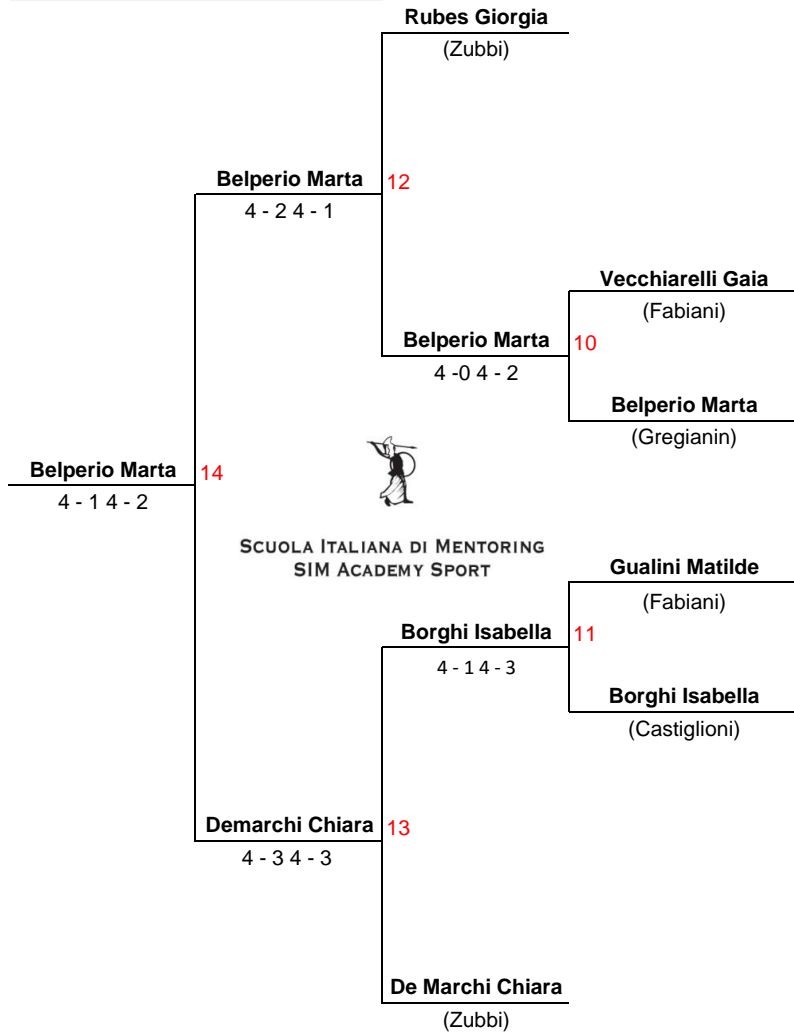 Rubes Giorgia
(Zubbi)
Belperio Marta
12
4 - 2 4 - 1
Vecchiarelli Gaia
(Fabiani)
Belperio Marta
10
4 -0 4 - 2
Belperio Marta
(Gregianin)
Belperio Marta
14
4 - 1 4 - 2
SCUOLA ITALIANA DI MENTORING
SIM ACADEMY SPORT
Gualini Matilde
(Fabiani)
Borghi Isabella
11
4 - 1 4 - 3
Borghi Isabella
(Castiglioni)
Demarchi Chiara
13
4 - 3 4 - 3
De Marchi Chiara
(Zubbi)